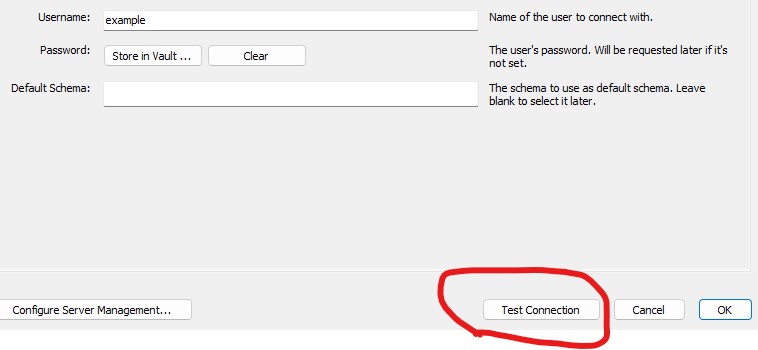 Username: example Name of the user to connect with.
Password: Store in Vault ... Clear The user's password. Will be requested later if it's
not set.
Default Schema: The schema to use as default schema. Leave
blank to select it later.
Configure Server Management... Test Connection Cancel OK